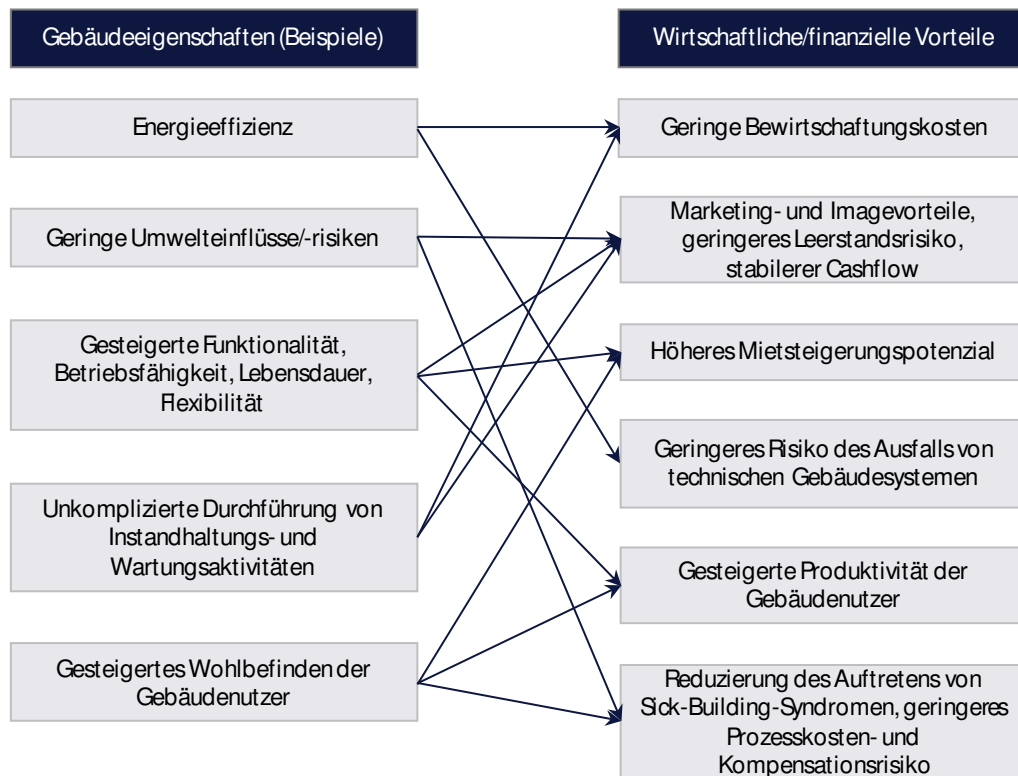 Gebäudeeigenschaften (Beispiele)
Energieeffizienz
Geringe Umwelteinflüsse/-risiken
Gesteigerte Funktionalität,
Betriebsfähigkeit, Lebensdauer,
Flexibilität
Unkomplizierte Durchführung von
Instandhaltungs- und
Wartungsaktivitäten
Gesteigertes Wohlbefinden der
Gebäudenutzer
Wirtschaftliche/finanzielle Vorteile
Geringe Bewirtschaftungskosten
Marketing- und Imagevorteile,
geringeres Leerstandsrisiko,
stabilerer Cashflow
Höheres Mietsteigerungspotenzial
Geringeres Risiko des Ausfalls von
technischen Gebäudesystemen
Gesteigerte Produktivität der
Gebäudenutzer
Reduzierung des Auftretens von
Sick-Building-Syndromen, geringeres
Prozesskosten- und
Kompensationsrisiko